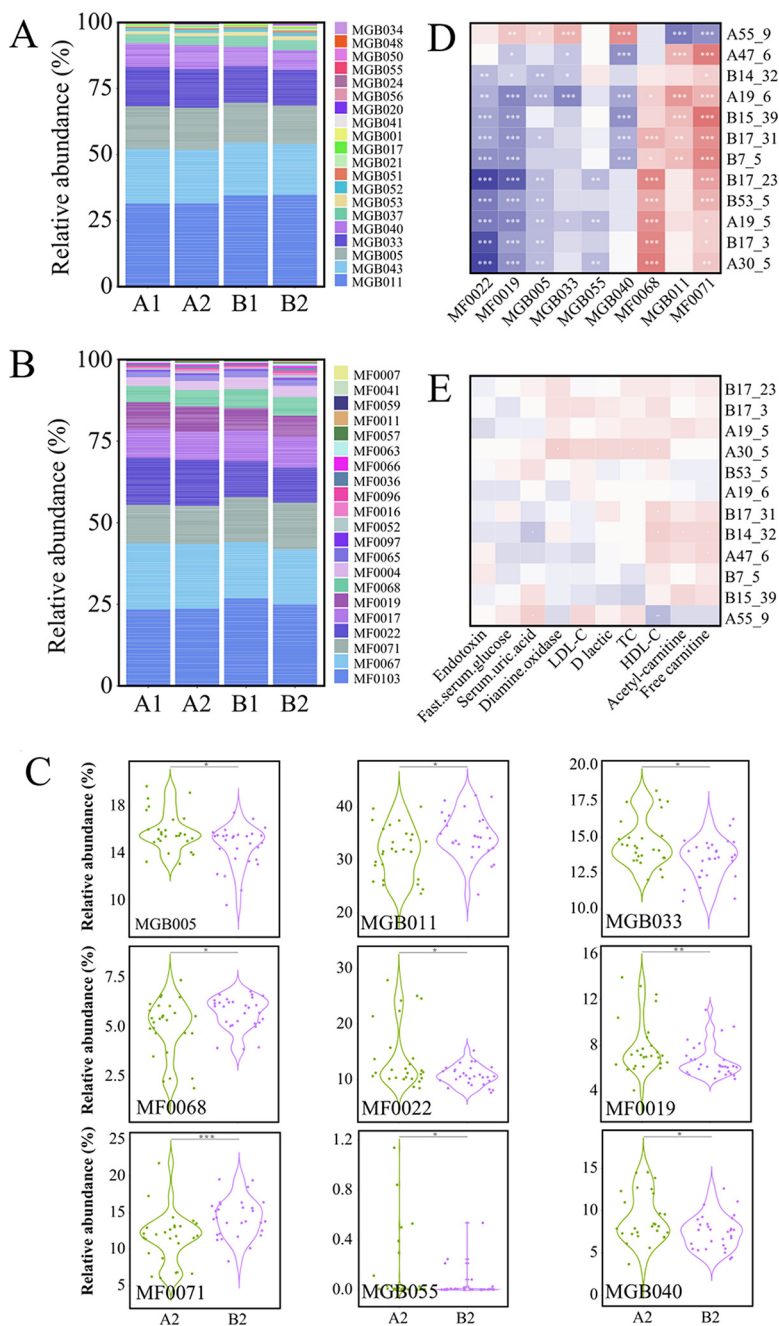 A
Relative abundance (%)
100
75
50
25
0
A1 A2 B1 B2
MGB034
MGB048
MGB050
MGB055
MGB024
MGB056
MGB020
MGB041
MGB001
MGB017
MGB021
MGB051
MGB052
MGB053
MGB037
MGB040
MGB033
MGB005
MGB043
MGB011
D
A55_9
A47_6
B14_32
A19_6
B15_39
B17_31
B7_5
B17_23
B53_5
A19_5
B17_3
A30_5
MF0022
MF0019
MGB005
MGB033
MGB055
MGB040
MF0068
MGB011
MF0071
B
Relative abundance (%)
100
75
50
25
0
A1 A2 B1 B2
MF0007
MF0041
MF0059
MF0011
MF0057
MF0063
MF0066
MF0036
MF0096
MF0016
MF0052
MF0097
MF0065
MF0004
MF0068
MF0019
MF0017
MF0022
MF0071
MF0067
MF0103
E
B17_23
B17_3
A19_5
A30_5
B53_5
A19_6
B17_31
B14_32
A47_6
B7_5
B15_39
A55_9
Endotoxin
Fast.serum.glucose
Serum.uric.acid
Diamine.oxidase
LDL-C
D lactic
TC
HDL-C
Acetyl-carnitine
Free carnitine
C
Relative abundance (%)
18
14
10
*
MGB005
40
30
20
*
MGB011
20.0
17.5
15.0
12.5
10.0
*
MGB033
Relative abundance (%)
7.5
5.0
2.5
*
MF0068
30
20
10
*
MF0022
16
12
8
4
**
MF0019
Relative abundance (%)
25
20
15
10
5
***
MF0071
A2 B2
1.2
0.8
0.4
0.0
*
MGB055
A2 B2
15
10
5
0
*
MGB040
A2 B2